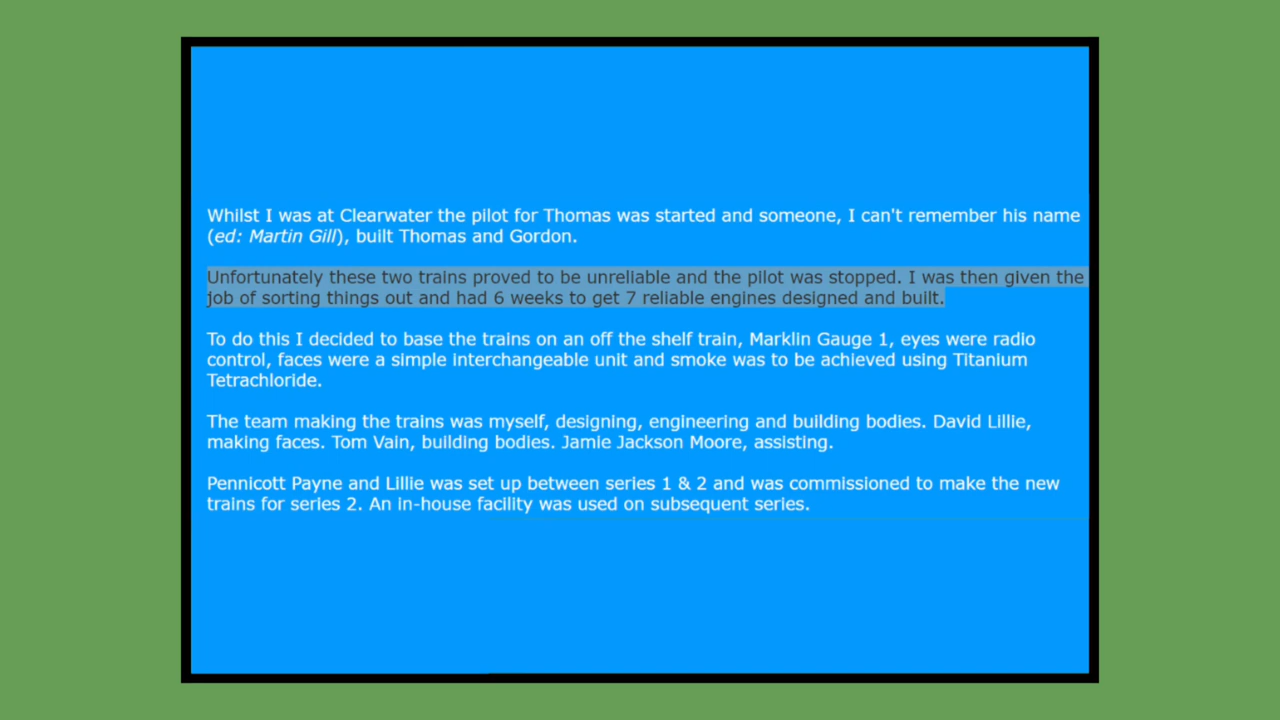 Whilst I was at Clearwater the pilot for Thomas was started and someone, I can't remember his name
(ed: Martin Gill), built Thomas and Gordon.
Unfortunately these two trains proved to be unreliable and the pilot was stopped. I was then given the
job of sorting things out and had 6 weeks to get 7 reliable engines designed and built.
To do this I decided to base the trains on an off the shelf train, Marklin Gauge 1, eyes were radio
control, faces were a simple interchangeable unit and smoke was to be achieved using Titanium
Tetrachloride.
The team making the trains was myself, designing, engineering and building bodies. David Lillie,
making faces. Tom Vain, building bodies. Jamie Jackson Moore, assisting.
Pennicott Payne and Lillie was set up between series 1 & 2 and was commissioned to make the new
trains for series 2. An in-house facility was used on subsequent series.